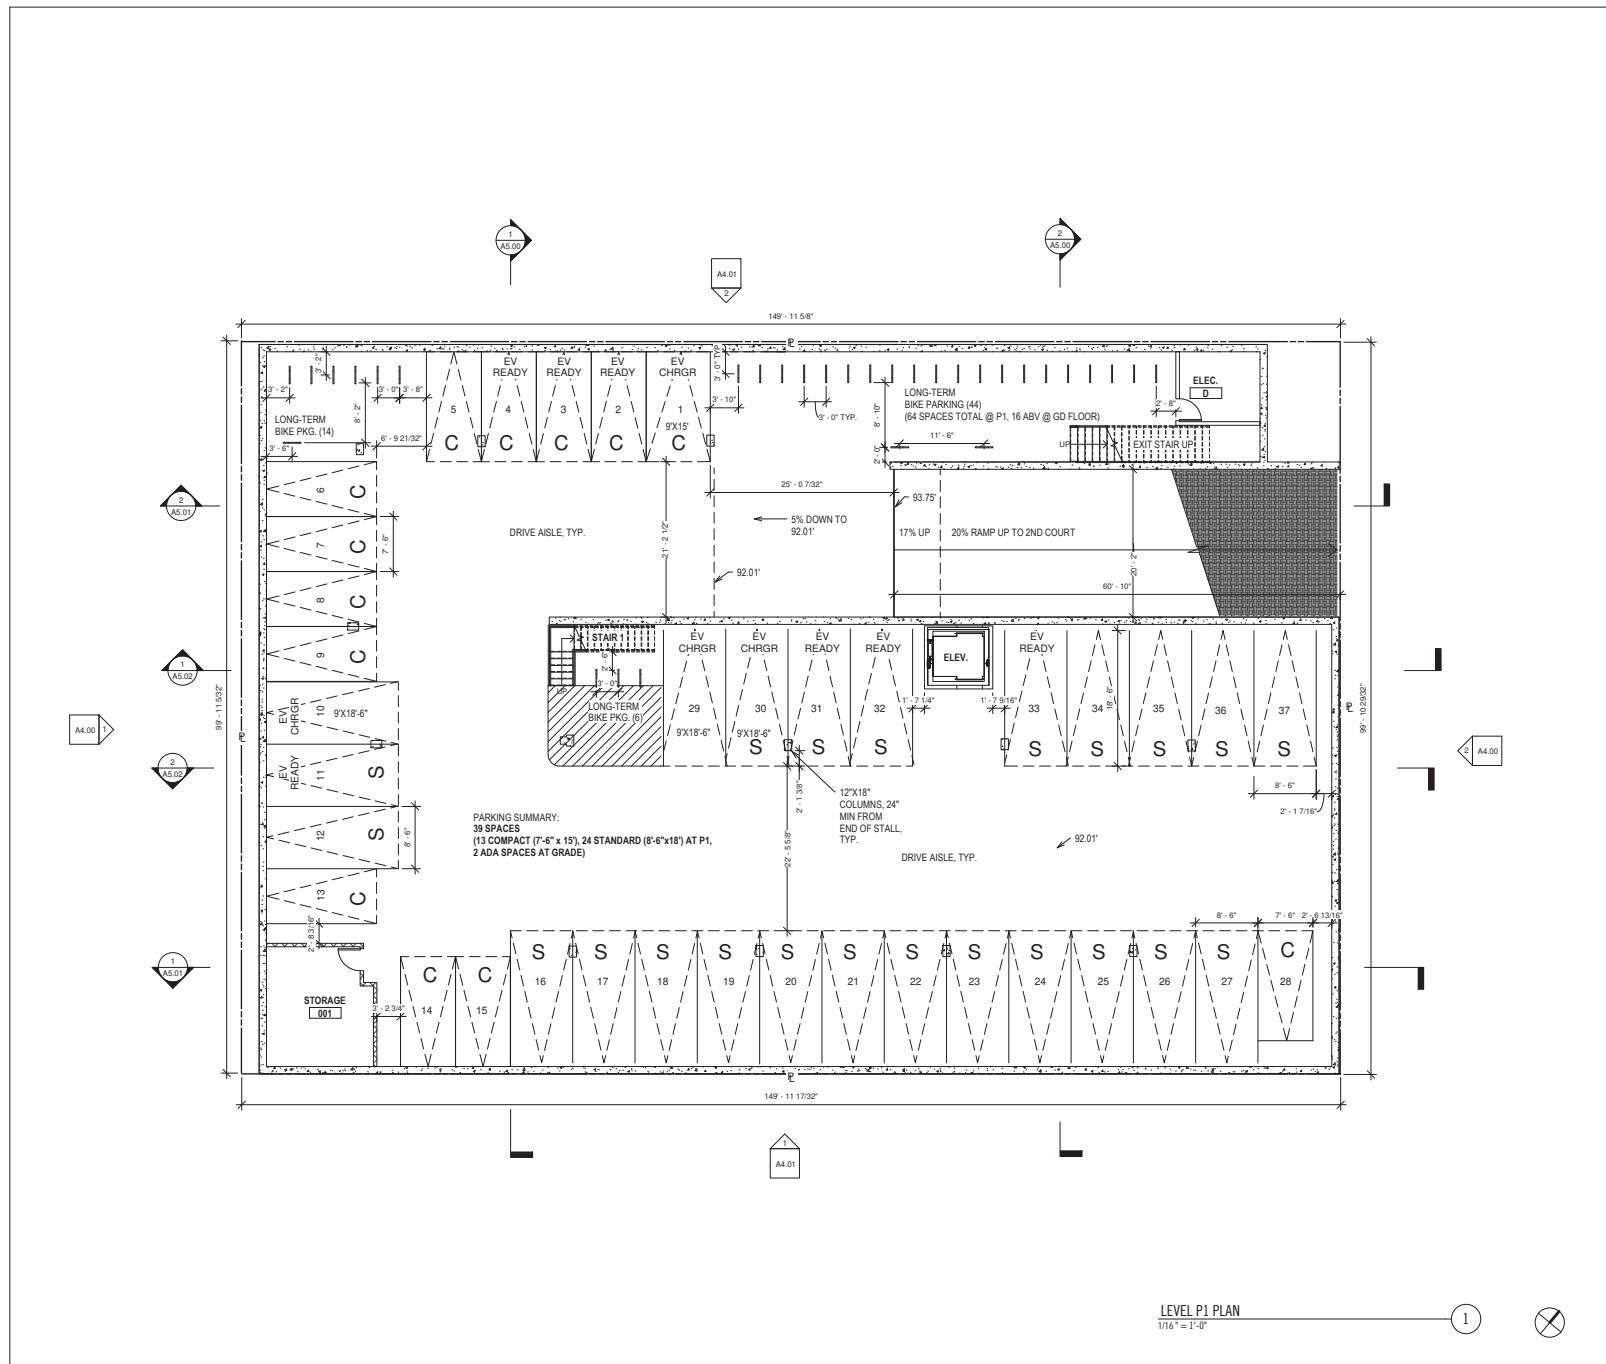 1
A5.00
2
A5.00
A4.01
2
149' - 11 5/8"
P L
3' - 2"
3' - 2"
3' - 0"
3' - 8"
8' - 2"
LONG-TERM
BIKE PKG. (14)
3' - 6"
6' - 9 21/32"
5
C
EV
READY
4
C
EV
READY
3
C
EV
READY
2
C
EV
CHRGR
1
9'X15'
C
3' - 0" TYP.
3' - 10"
3' - 0" TYP.
8' - 10"
2' - 0"
LONG-TERM
BIKE PARKING (44)
(64 SPACES TOTAL @ P1, 16 ABV @ GD FLOOR)
11' - 6"
2' - 8"
ELEC.
D
UP
EXIT STAIR UP
2
A5.01
6
C
7
C
7' - 6"
8
C
9
C
DRIVE AISLE, TYP.
21' - 2 1/2"
25' - 0 7/32"
5% DOWN TO
92.01'
92.01'
93.75'
17% UP
20% RAMP UP TO 2ND COURT
20' - 2"
60' - 10"
1
A5.02
99' - 11 5/32"
A4.00
1
P L
2
A5.02
EV
CHRGR
10
9'X18'-6"
EV
READY
11
S
12
S
8' - 6"
13
C
2' - 8 3/16"
STAIR 1
UP
2' - 6"
3' - 0"
LONG-TERM
BIKE PKG. (6)
EV
CHRGR
29
9'X18'-6"
EV
CHRGR
30
9'X18'-6"
S
EV
READY
31
S
EV
READY
32
S
ELEV.
1' - 7 1/4"
1' - 7 9/16"
EV
READY
33
S
34
S
18' - 6"
35
S
36
S
37
S
99' - 10 29/32"
P L
2
A4.00
8' - 6"
2' - 1 7/16"
2' - 1 3/8"
22' - 5 5/8"
12"X18"
COLUMNS, 24"
MIN FROM
END OF STALL,
TYP.
PARKING SUMMARY:
39 SPACES
(13 COMPACT (7'-6" x 15'), 24 STANDARD (8'-6"x18') AT P1,
2 ADA SPACES AT GRADE)
DRIVE AISLE, TYP.
92.01'
8' - 6"
7' - 6"
2' - 6 13/16"
1
A5.01
STORAGE
001
3' - 2 3/4"
C
14
C
15
S
16
S
17
S
18
S
19
S
20
S
21
S
22
S
23
S
24
S
25
S
26
S
27
C
28
P L
149' - 11 17/32"
1
A4.01
LEVEL P1 PLAN
1/16" = 1'-0"
1